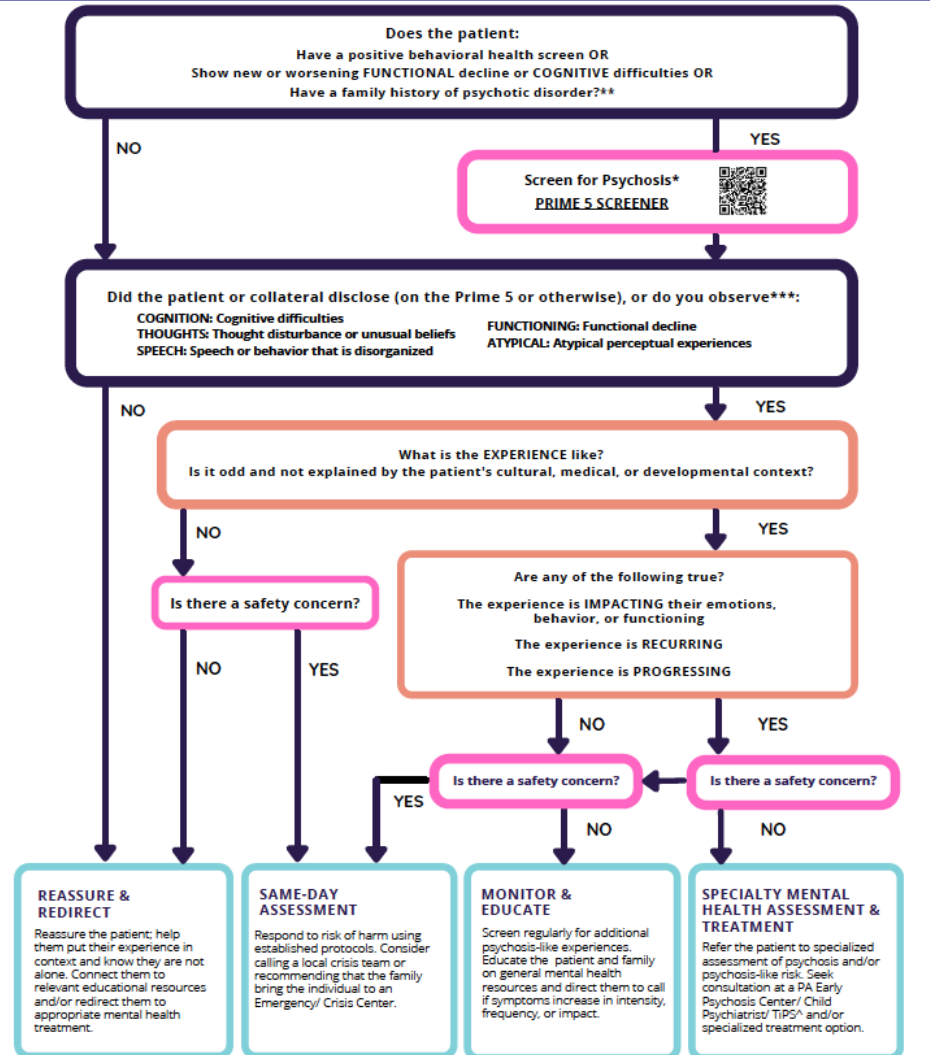 Does the patient:
Have a positive behavioral health screen OR
Show new or worsening FUNCTIONAL decline or COGNITIVE difficulties OR
Have a family history of psychotic disorder?**
NO
YES
Screen for Psychosis*
PRIME 5 SCREENER
Did the patient or collateral disclose (on the Prime 5 or otherwise), or do you observe***:
COGNITION: Cognitive difficulties
THOUGHTS: Thought disturbance or unusual beliefs
SPEECH: Speech or behavior that is disorganized
FUNCTIONING: Functional decline
ATYPICAL: Atypical perceptual experiences
NO
YES
What is the EXPERIENCE like?
Is it odd and not explained by the patient's cultural, medical, or developmental context?
NO
YES
Is there a safety concern?
Are any of the following true?
The experience is IMPACTING their emotions,
behavior, or functioning
The experience is RECURRING
The experience is PROGRESSING
NO
YES
NO
YES
Is there a safety concern?
Is there a safety concern?
YES
NO
NO
REASSURE &
REDIRECT
Reassure the patient; help
them put their experience in
context and know they are not
alone. Connect them to
relevant educational resources
and/or redirect them to
appropriate mental health
treatment.
SAME-DAY
ASSESSMENT
Respond to risk of harm using
established protocols. Consider
calling a local crisis team or
recommending that the family
bring the individual to an
Emergency/ Crisis Center.
MONITOR &
EDUCATE
Screen regularly for additional
psychosis-like experiences.
Educate the patient and family
on general mental health
resources and direct them to call
if symptoms increase in intensity,
frequency, or impact.
SPECIALTY MENTAL
HEALTH ASSESSMENT &
TREATMENT
Refer the patient to specialized
assessment of psychosis and/or
psychosis-like risk. Seek
consultation at a PA Early
Psychosis Center/ Child
Psychiatrist/ TiPS^ and/or
specialized treatment option.